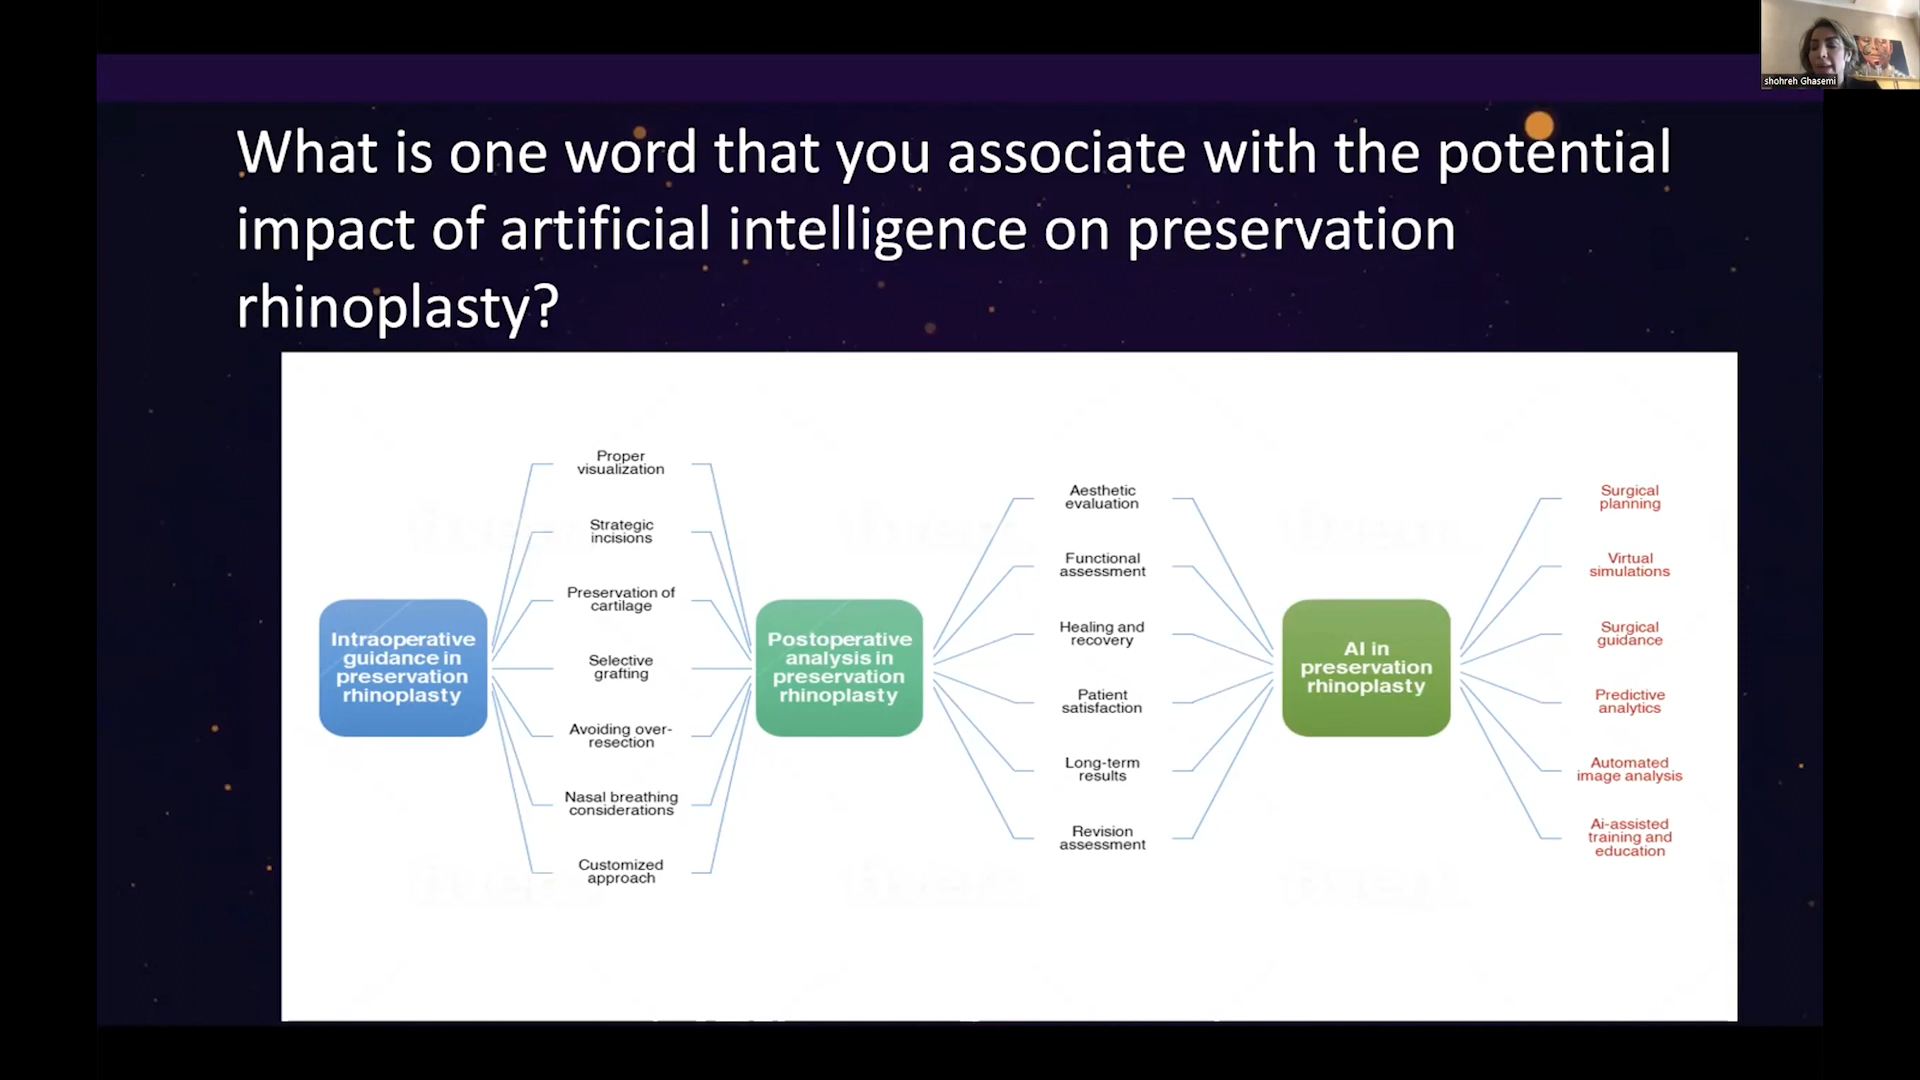 shohreh Ghasemi
What is one word that you associate with the potential
impact of artificial intelligence on preservation
rhinoplasty?
Intraoperative
guidance in
preservation
rhinoplasty
Proper
visualization
Strategic
incisions
Preservation of
cartilage
Selective
grafting
Avoiding over-
resection
Nasal breathing
considerations
Customized
approach
Postoperative
analysis in
preservation
rhinoplasty
Aesthetic
evaluation
Functional
assessment
Healing and
recovery
Patient
satisfaction
Long-term
results
Revision
assessment
AI in
preservation
rhinoplasty
Surgical
planning
Virtual
simulations
Surgical
guidance
Predictive
analytics
Automated
image analysis
Ai-assisted
training and
education